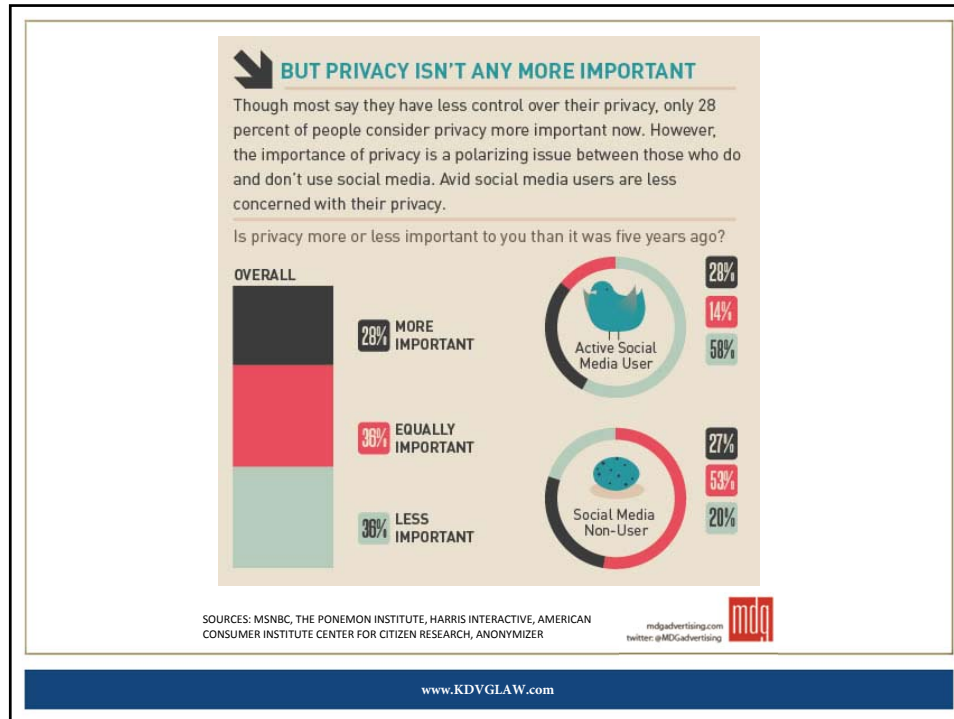 BUT PRIVACY ISN'T ANY MORE IMPORTANT
Though most say they have less control over their privacy, only 28
percent of people consider privacy more important now. However,
the importance of privacy is a polarizing issue between those who do
and don't use social media. Avid social media users are less
concerned with their privacy.
Is privacy more or less important to you than it was five years ago?
OVERALL
28% MORE
IMPORTANT
36% EQUALLY
IMPORTANT
36% LESS
IMPORTANT
Active Social
Media User
28%
14%
58%
Social Media
Non-User
27%
53%
20%
SOURCES: MSNBC, THE PONEMON INSTITUTE, HARRIS INTERACTIVE, AMERICAN
CONSUMER INSTITUTE CENTER FOR CITIZEN RESEARCH, ANONYMIZER
mdgadvertising.com
twitter: @MDGadvertising
mdg
www.KDVGLAW.com